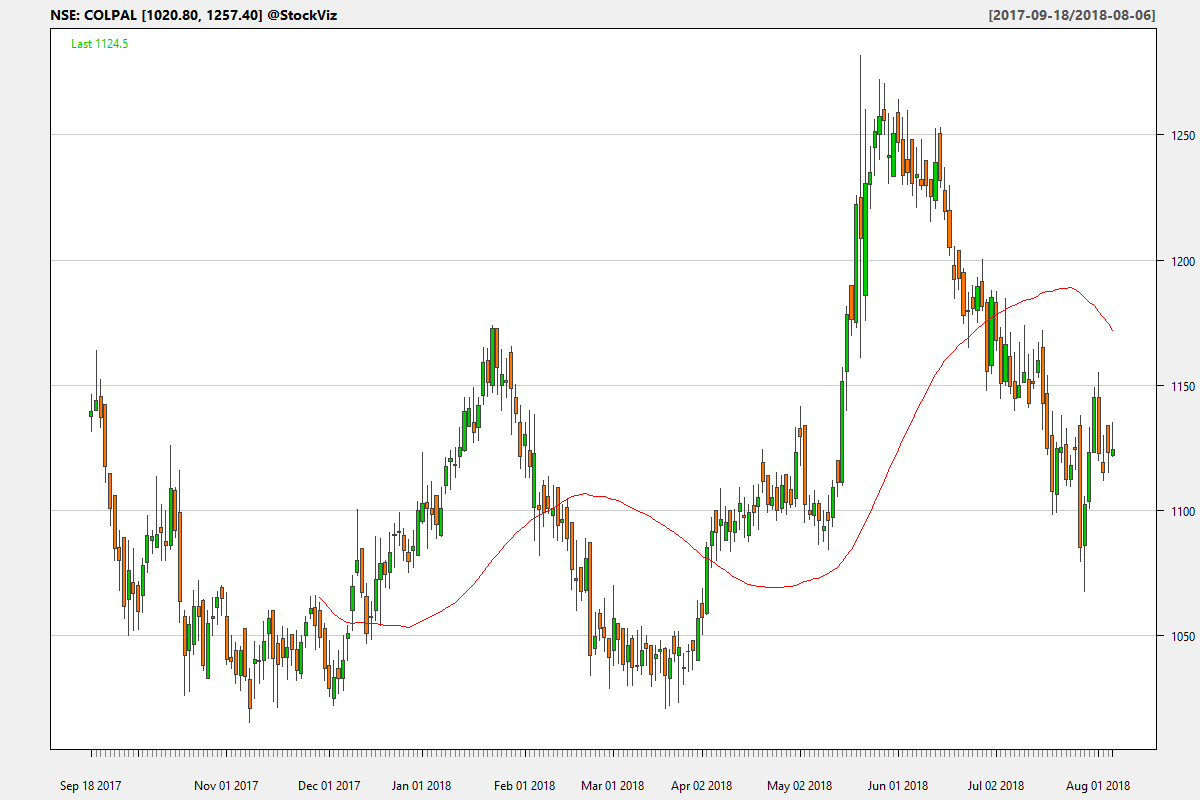 NSE: COLPAL [1020.80, 1257.40] @StockViz [2017-09-18/2018-08-06]
Last 1124.5
1250
1200
1150
1100
1050
Sep 18 2017 Nov 01 2017 Dec 01 2017 Jan 01 2018 Feb 01 2018 Mar 01 2018 Apr 02 2018 May 02 2018 Jun 01 2018 Jul 02 2018 Aug 01 2018